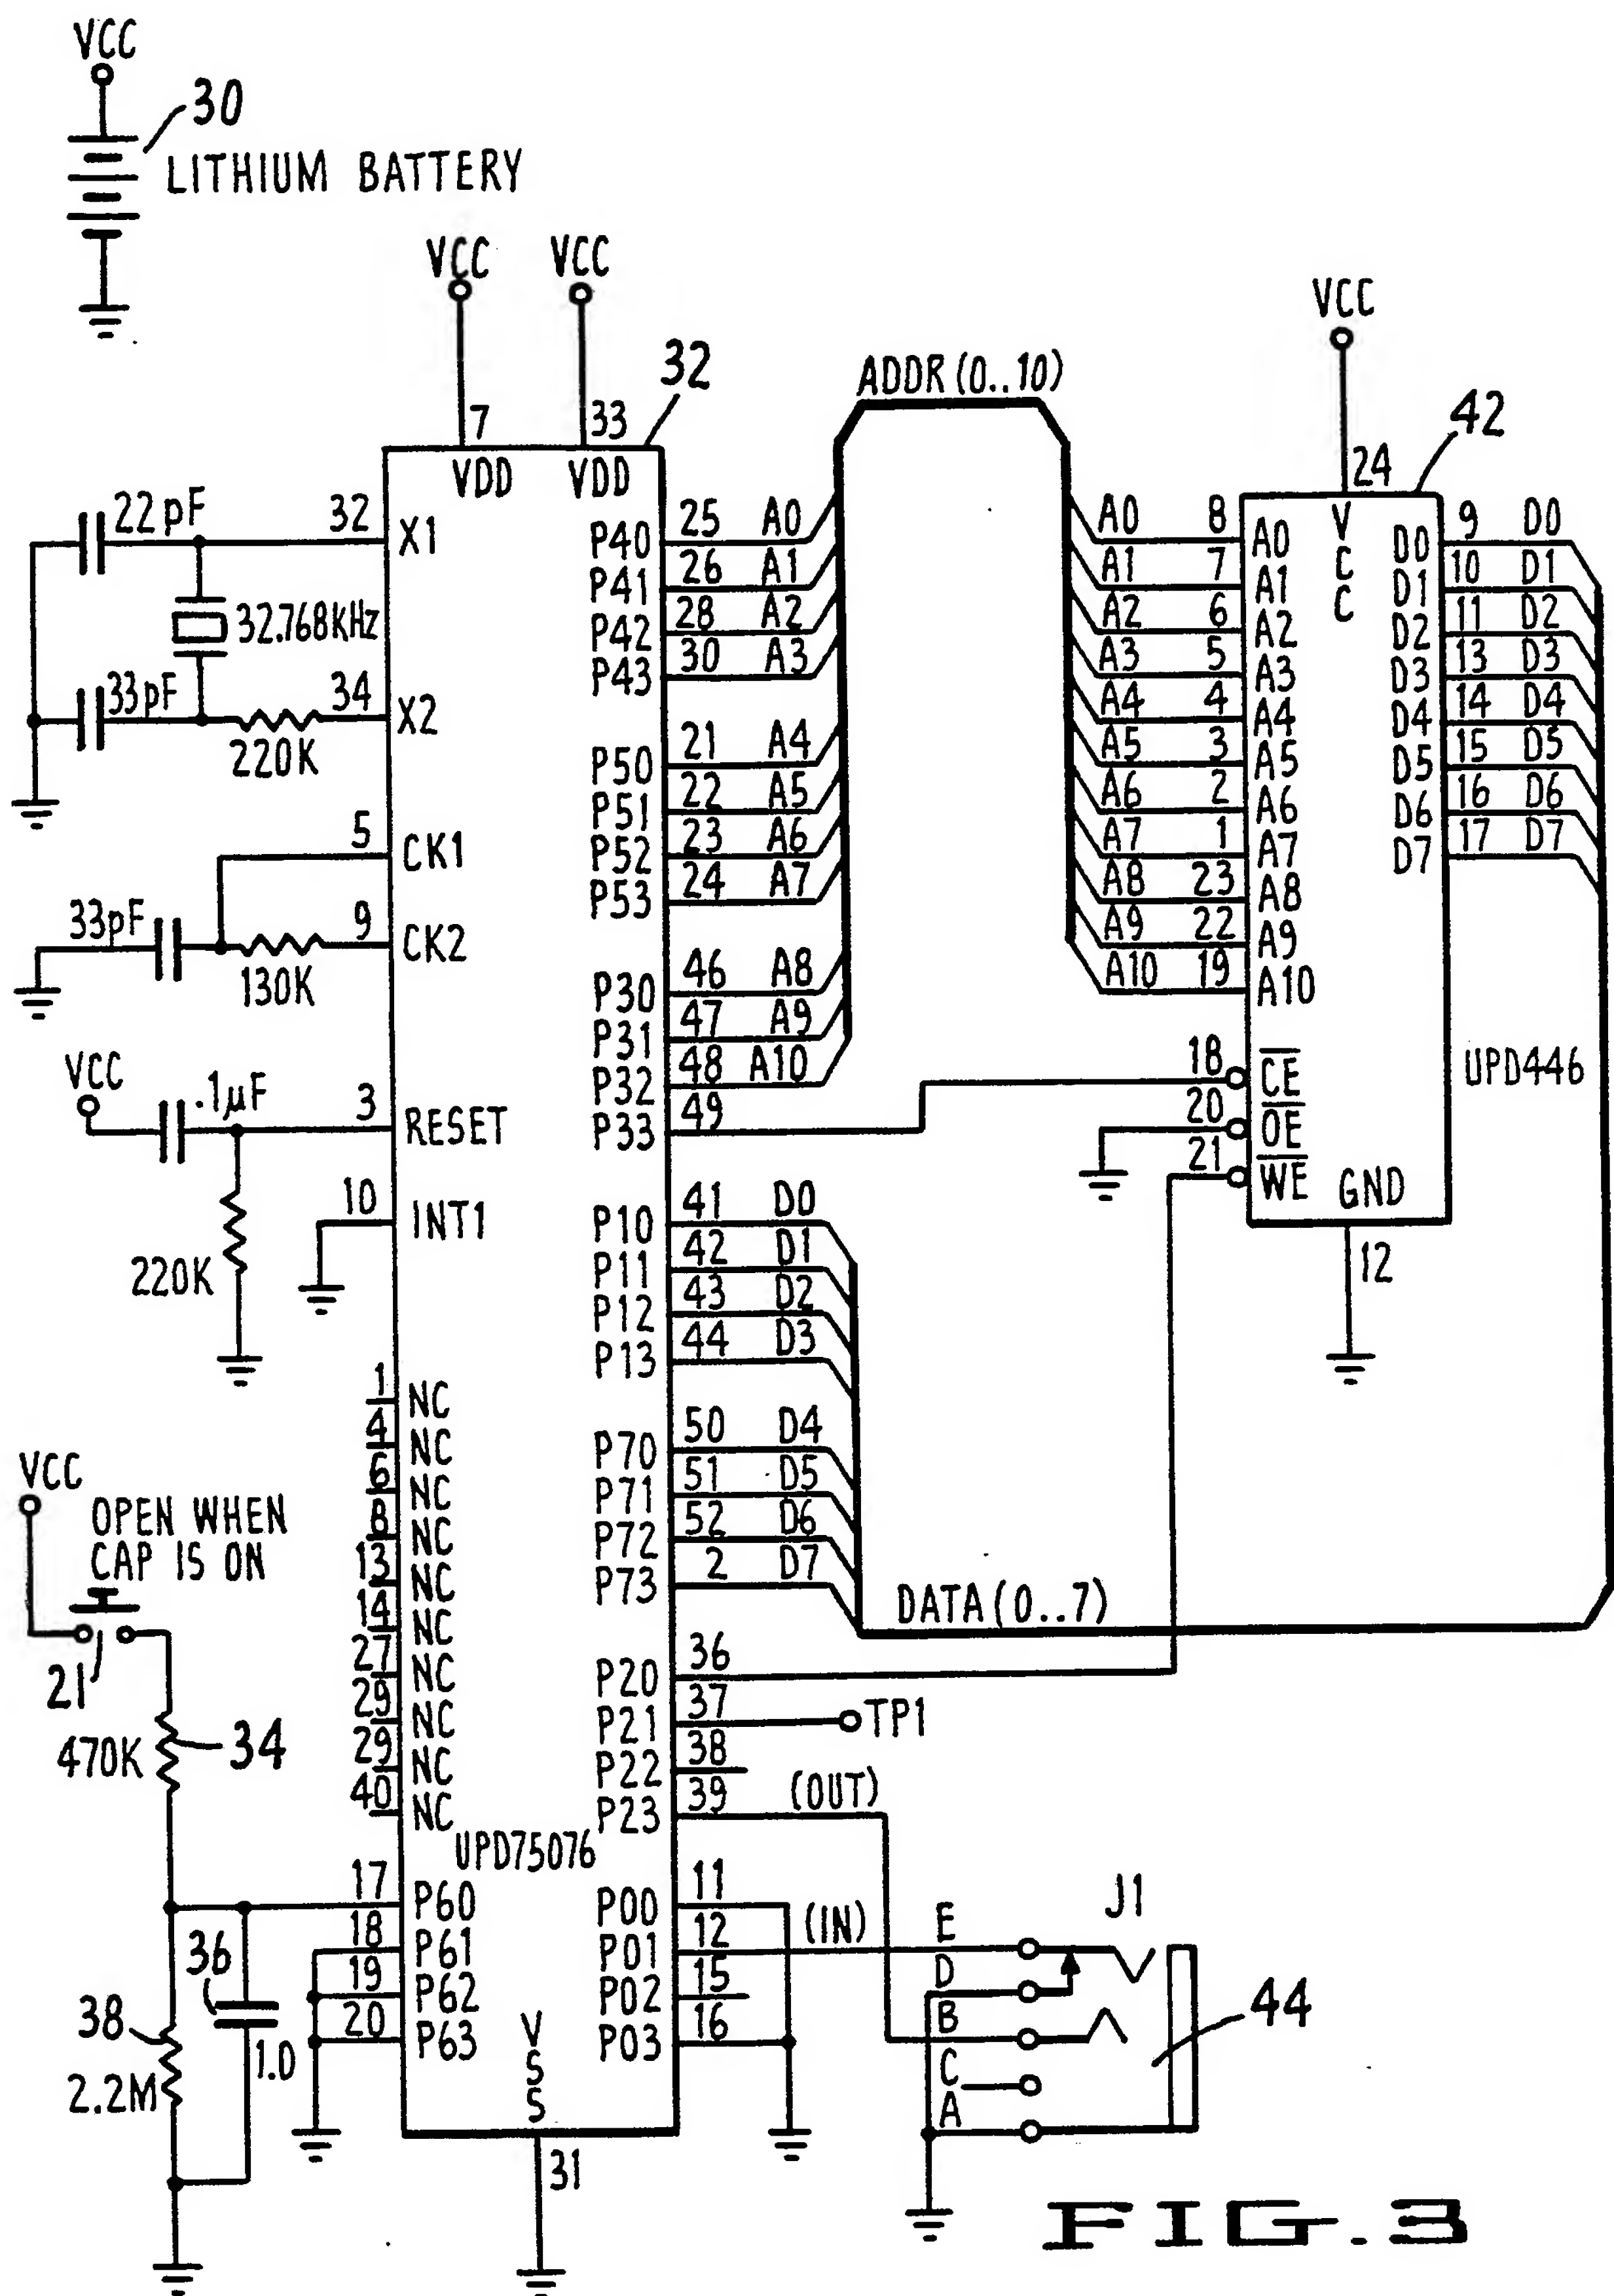 VCC
30
LITHIUM BATTERY
VCC
VCC
7
33
32
VDD
VDD
22pF
32
X1
32.768KHz
33pF
34
X2
220K
5
CK1
33pF
9
CK2
130K
VCC
.1µF
3
RESET
10
INT1
220K
1 NC
4 NC
6 NC
8 NC
13 NC
14 NC
27 NC
29 NC
29 NC
40 NC
VCC
OPEN WHEN
CAP IS ON
21
470K
34
UPD75076
17 P60
18 P61
19 P62
20 P63
36
38
1.0
2.2M
VSS
31
P40 25 A0
P41 26 A1
P42 28 A2
P43 30 A3
P50 21 A4
P51 22 A5
P52 23 A6
P53 24 A7
P30 46 A8
P31 47 A9
P32 48 A10
P33 49
P10 41 D0
P11 42 D1
P12 43 D2
P13 44 D3
P70 50 D4
P71 51 D5
P72 52 D6
P73 2 D7
P20 36
P21 37 TP1
P22 38
P23 39 (OUT)
P00 11
P01 12 (IN)
P02 15
P03 16
ADDR (0..10)
DATA (0..7)
VCC
24
42
VCC
A0 8 A0
A1 7 A1
A2 6 A2
A3 5 A3
A4 4 A4
A5 3 A5
A6 2 A6
A7 1 A7
A8 23 A8
A9 22 A9
A10 19 A10
18 CE
20 OE
21 WE
GND
12
UPD446
D0 9 D0
D1 10 D1
D2 11 D2
D3 13 D3
D4 14 D4
D5 15 D5
D6 16 D6
D7 17 D7
J1
E
D
B
C
A
44
FIG. 3